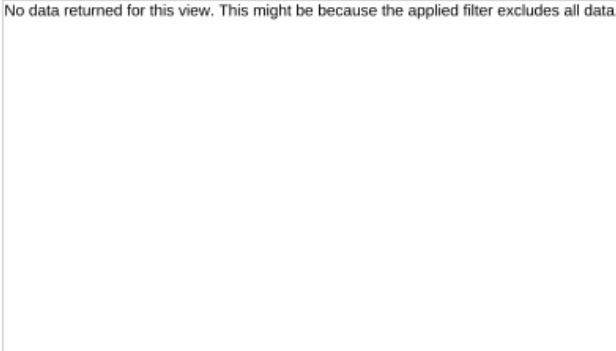 No data returned for this view. This might be because the applied filter excludes all data